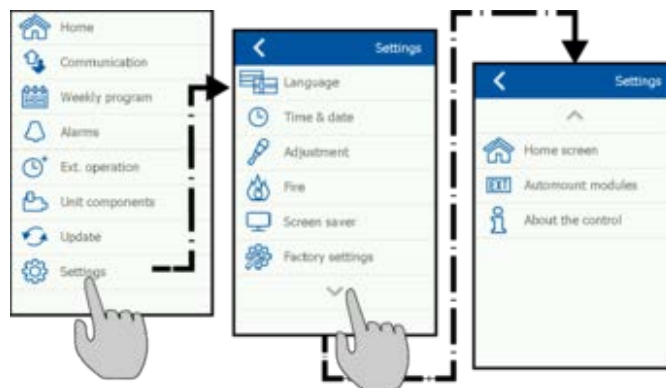 Home
Communication
Weekly program
Alarms
Ext. operation
Unit components
Update
Settings
Settings
Language
Time & date
Adjustment
Fire
Screen saver
Factory settings
Settings
Home screen
EXT
Automount modules
About the control